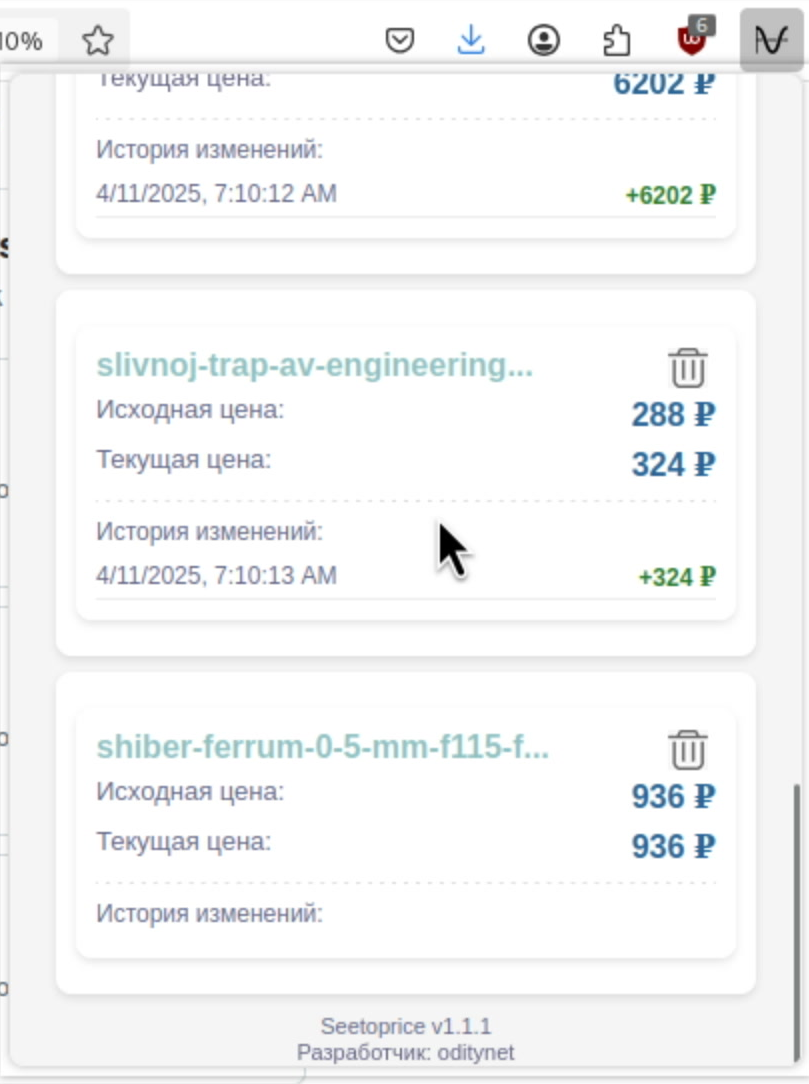 10%
6
Текущая цена: 6202 ₽
История изменений:
4/11/2025, 7:10:12 AM +6202 ₽
slivnoj-trap-av-engineering...
Исходная цена: 288 ₽
Текущая цена: 324 ₽
История изменений:
4/11/2025, 7:10:13 AM +324 ₽
shiber-ferrum-0-5-mm-f115-f...
Исходная цена: 936 ₽
Текущая цена: 936 ₽
История изменений:
Seetoprice v1.1.1
Разработчик: oditynet